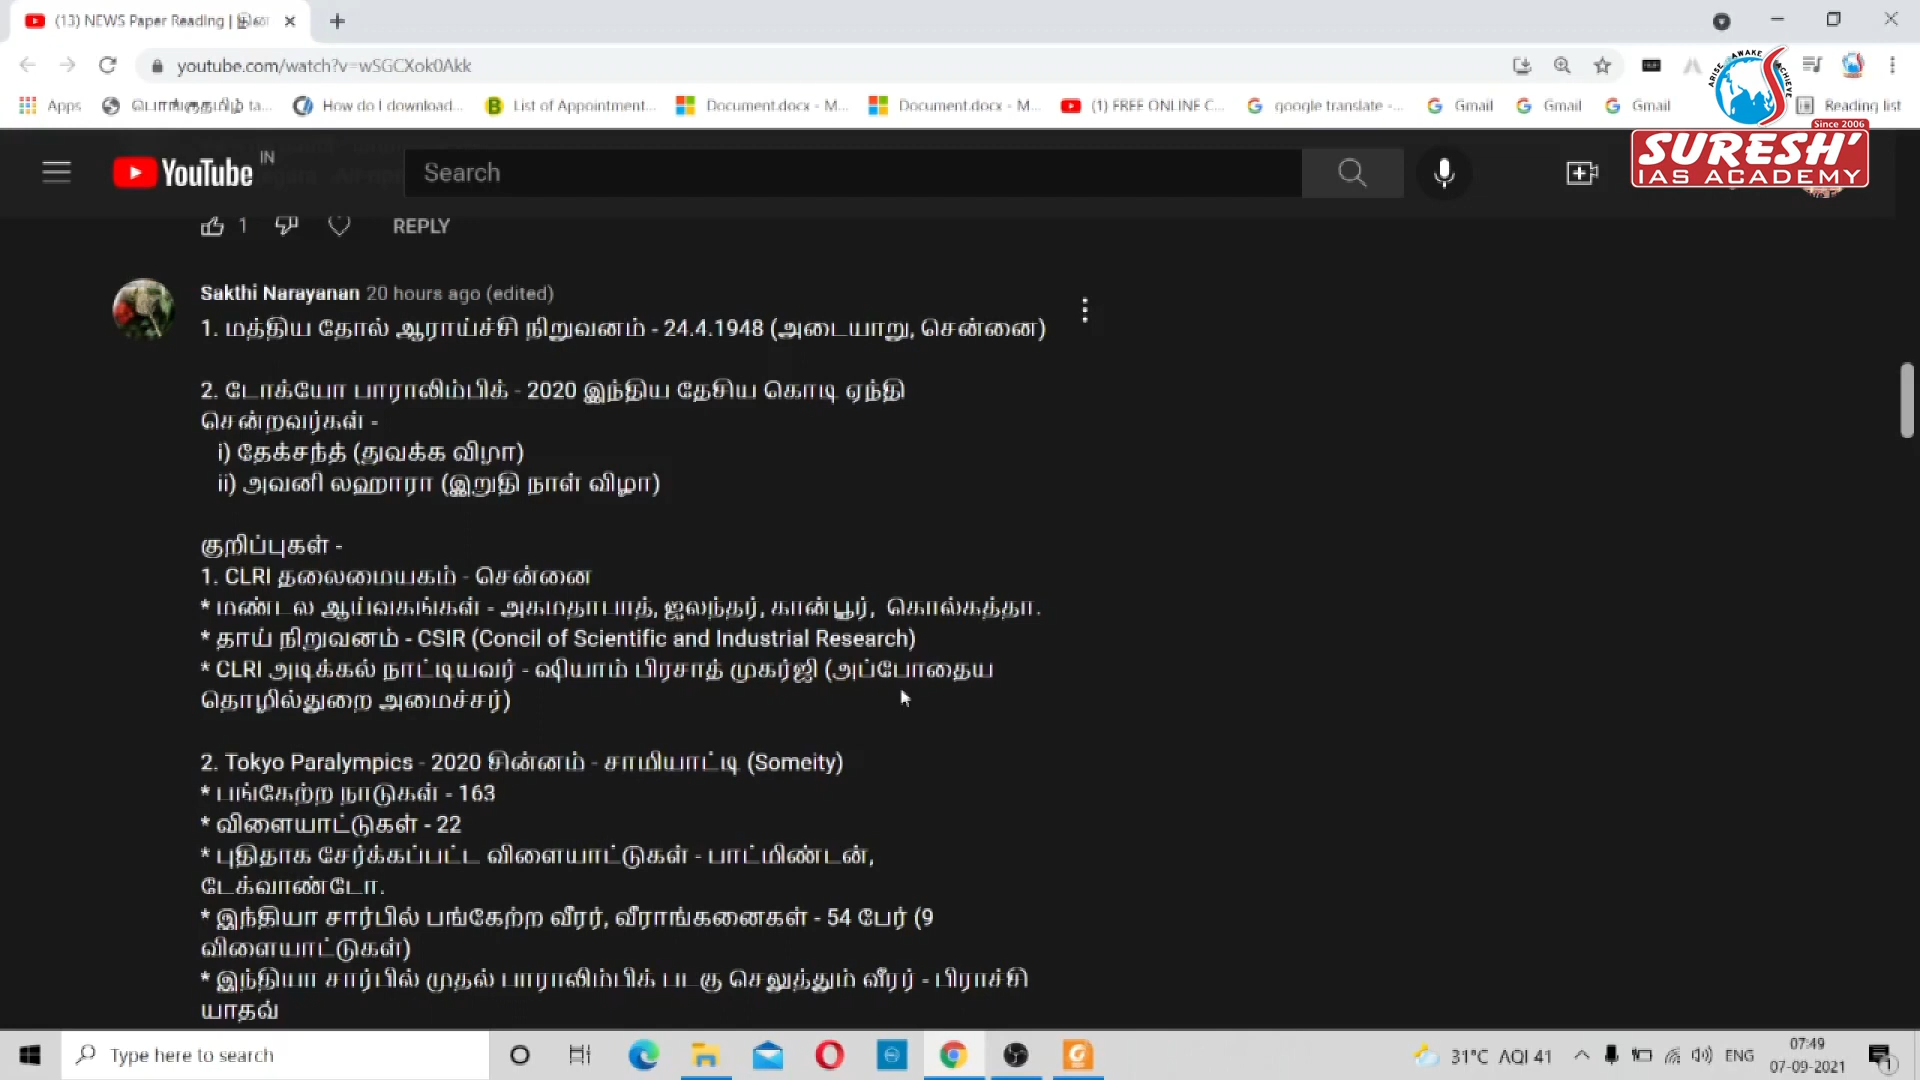 (13) NEWS Paper Reading |
youtube.com/watch?v=wSGCXok0Akk
Apps
பொங்குதமிழ் ta...
How do I download...
List of Appointment...
Document.docx - M...
Document.docx - M...
(1) FREE ONLINE C...
google translate -...
Gmail
Gmail
Gmail
Reading list
ARISE AWAKE ACHIEVE
Since 2006
SURESH'
IAS ACADEMY
YouTube IN
Search
1 REPLY
Sakthi Narayanan 20 hours ago (edited)
1. மத்திய தோல் ஆராய்ச்சி நிறுவனம் - 24.4.1948 (அடையாறு, சென்னை)
2. டோக்யோ பாராலிம்பிக் - 2020 இந்திய தேசிய கொடி ஏந்தி
சென்றவர்கள் -
i) தேக்சந்த் (துவக்க விழா)
ii) அவனி லஹாரா (இறுதி நாள் விழா)
குறிப்புகள் -
1. CLRI தலைமையகம் - சென்னை
* மண்டல ஆய்வகங்கள் - அகமதாபாத், ஜலந்தர், கான்பூர், கொல்கத்தா.
* தாய் நிறுவனம் - CSIR (Concil of Scientific and Industrial Research)
* CLRI அடிக்கல் நாட்டியவர் - ஷியாம் பிரசாத் முகர்ஜி (அப்போதைய
தொழில்துறை அமைச்சர்)
2. Tokyo Paralympics - 2020 சின்னம் - சாமியாட்டி (Someity)
* பங்கேற்ற நாடுகள் - 163
* விளையாட்டுகள் - 22
* புதிதாக சேர்க்கப்பட்ட விளையாட்டுகள் - பாட்மிண்டன்,
டேக்வாண்டோ.
* இந்தியா சார்பில் பங்கேற்ற வீரர், வீராங்கனைகள் - 54 பேர் (9
விளையாட்டுகள்)
* இந்தியா சார்பில் முதல் பாராலிம்பிக் படகு செலுத்தும் வீரர் - பிராச்சி
யாதவ்
Type here to search
31°C AQI 41
ENG
07:49
07-09-2021
1